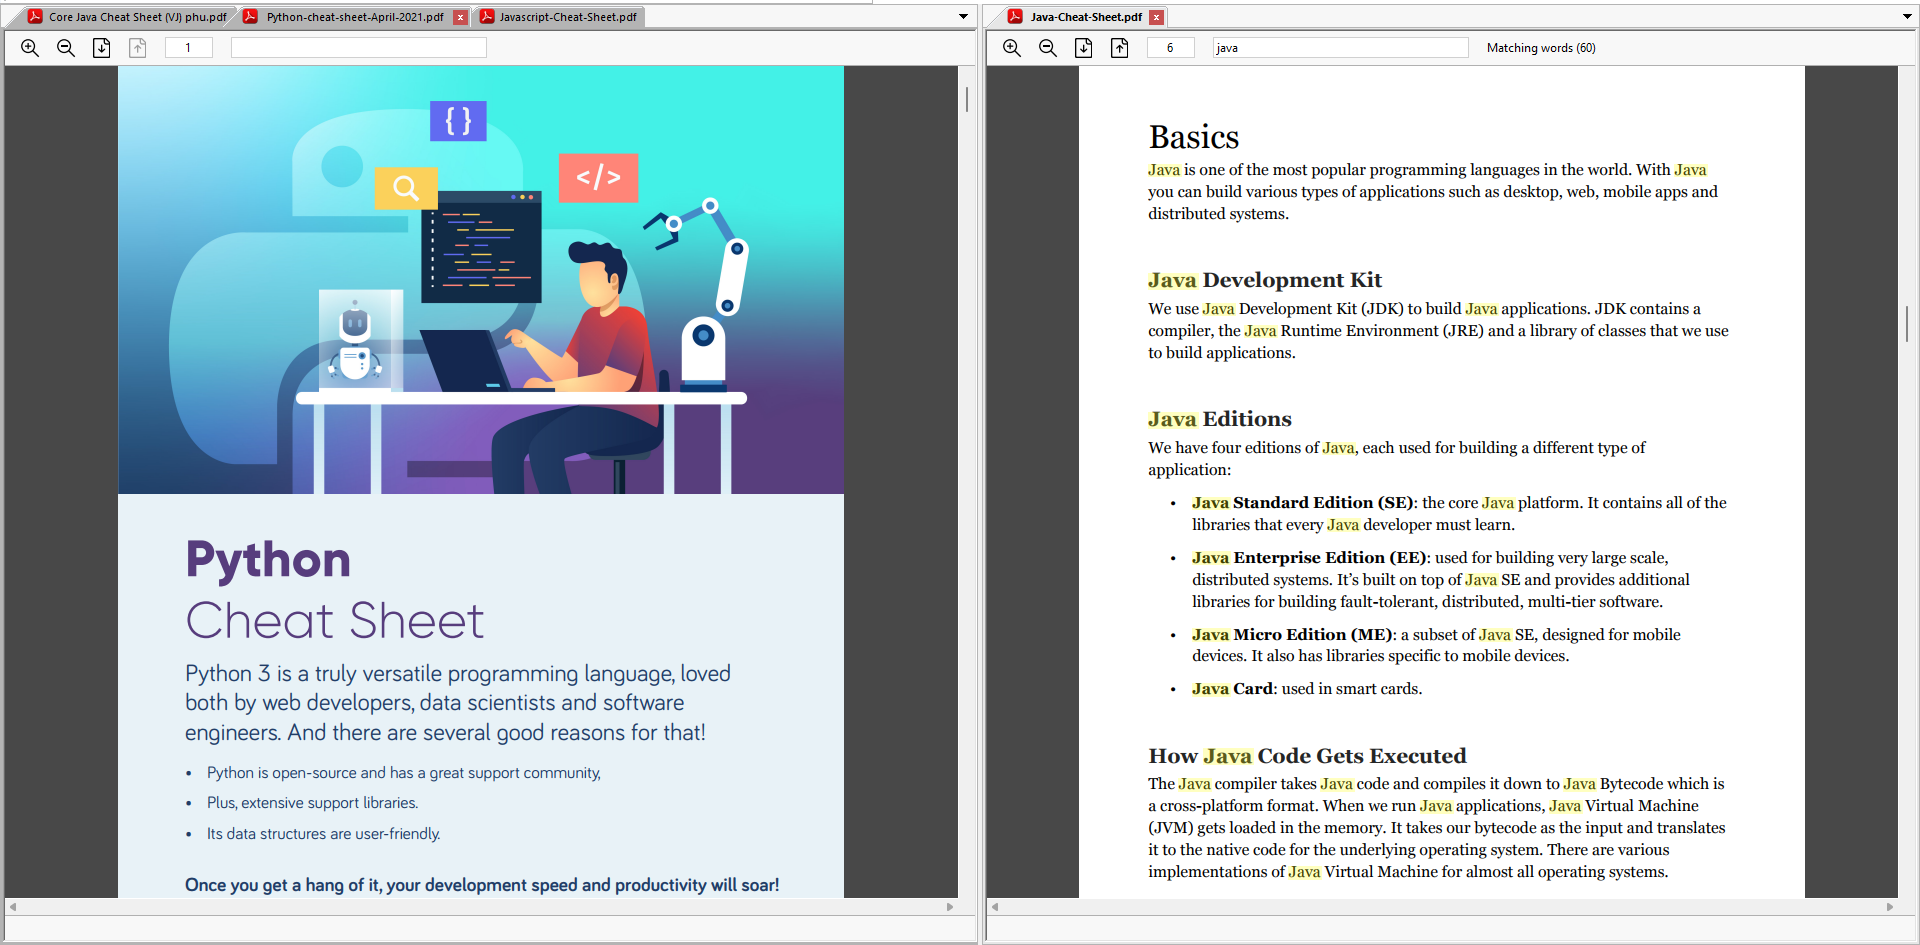 Core Java Cheat Sheet (VJ) phu.pdf
Python-cheat-sheet-April-2021.pdf
Javascript-Cheat-Sheet.pdf
1
{ }
</>
Python
Cheat Sheet
Python 3 is a truly versatile programming language, loved
both by web developers, data scientists and software
engineers. And there are several good reasons for that!
• Python is open-source and has a great support community,
• Plus, extensive support libraries.
• Its data structures are user-friendly.
Once you get a hang of it, your development speed and productivity will soar!
Java-Cheat-Sheet.pdf
6
java
Matching words (60)
Basics
Java is one of the most popular programming languages in the world. With Java
you can build various types of applications such as desktop, web, mobile apps and
distributed systems.
Java Development Kit
We use Java Development Kit (JDK) to build Java applications. JDK contains a
compiler, the Java Runtime Environment (JRE) and a library of classes that we use
to build applications.
Java Editions
We have four editions of Java, each used for building a different type of
application:
• Java Standard Edition (SE): the core Java platform. It contains all of the
libraries that every Java developer must learn.
• Java Enterprise Edition (EE): used for building very large scale,
distributed systems. It’s built on top of Java SE and provides additional
libraries for building fault-tolerant, distributed, multi-tier software.
• Java Micro Edition (ME): a subset of Java SE, designed for mobile
devices. It also has libraries specific to mobile devices.
• Java Card: used in smart cards.
How Java Code Gets Executed
The Java compiler takes Java code and compiles it down to Java Bytecode which is
a cross-platform format. When we run Java applications, Java Virtual Machine
(JVM) gets loaded in the memory. It takes our bytecode as the input and translates
it to the native code for the underlying operating system. There are various
implementations of Java Virtual Machine for almost all operating systems.